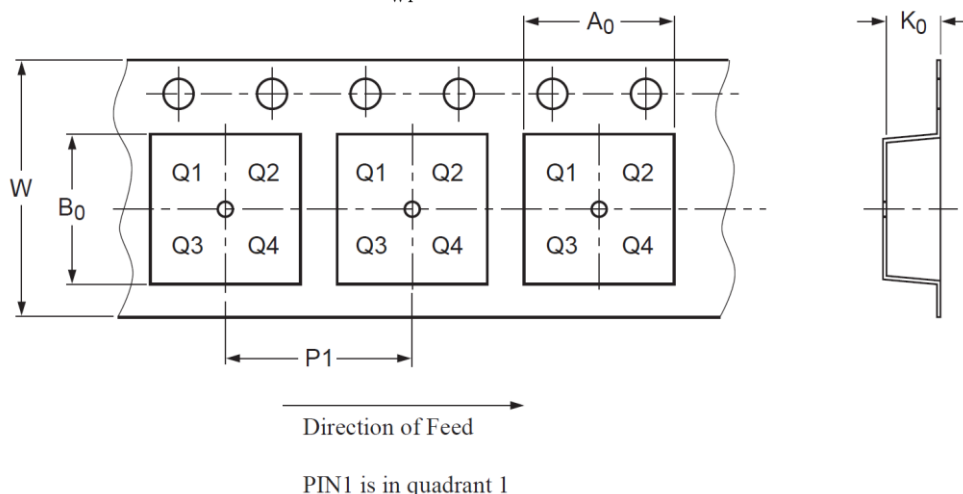 W1
A0
K0
Q1 Q2 Q1 Q2 Q1 Q2
W
B0
Q3 Q4 Q3 Q4 Q3 Q4
P1
Direction of Feed
PIN1 is in quadrant 1